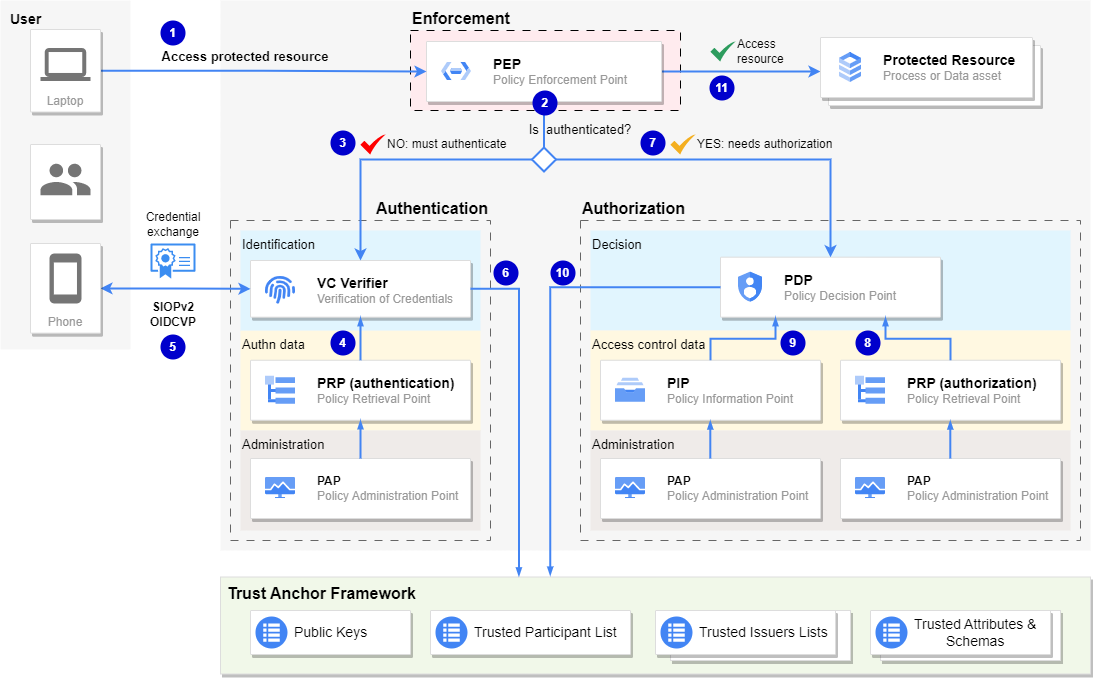 User
Enforcement
1
Access protected resource
Laptop
PEP
Policy Enforcement Point
Access
resource
11
Protected Resource
Process or Data asset
2
Is authenticated?
3
NO: must authenticate
7
YES: needs authorization
Authentication
Authorization
Credential
exchange
Identification
6
10
Decision
VC Verifier
Verification of Credentials
PDP
Policy Decision Point
Phone
SIOPv2
OIDCVP
5
Authn data
4
Access control data
9
8
PRP (authentication)
Policy Retrieval Point
PIP
Policy Information Point
PRP (authorization)
Policy Retrieval Point
Administration
Administration
PAP
Policy Administration Point
PAP
Policy Administration Point
PAP
Policy Administration Point
Trust Anchor Framework
Public Keys
Trusted Participant List
Trusted Issuers Lists
Trusted Attributes &
Schemas